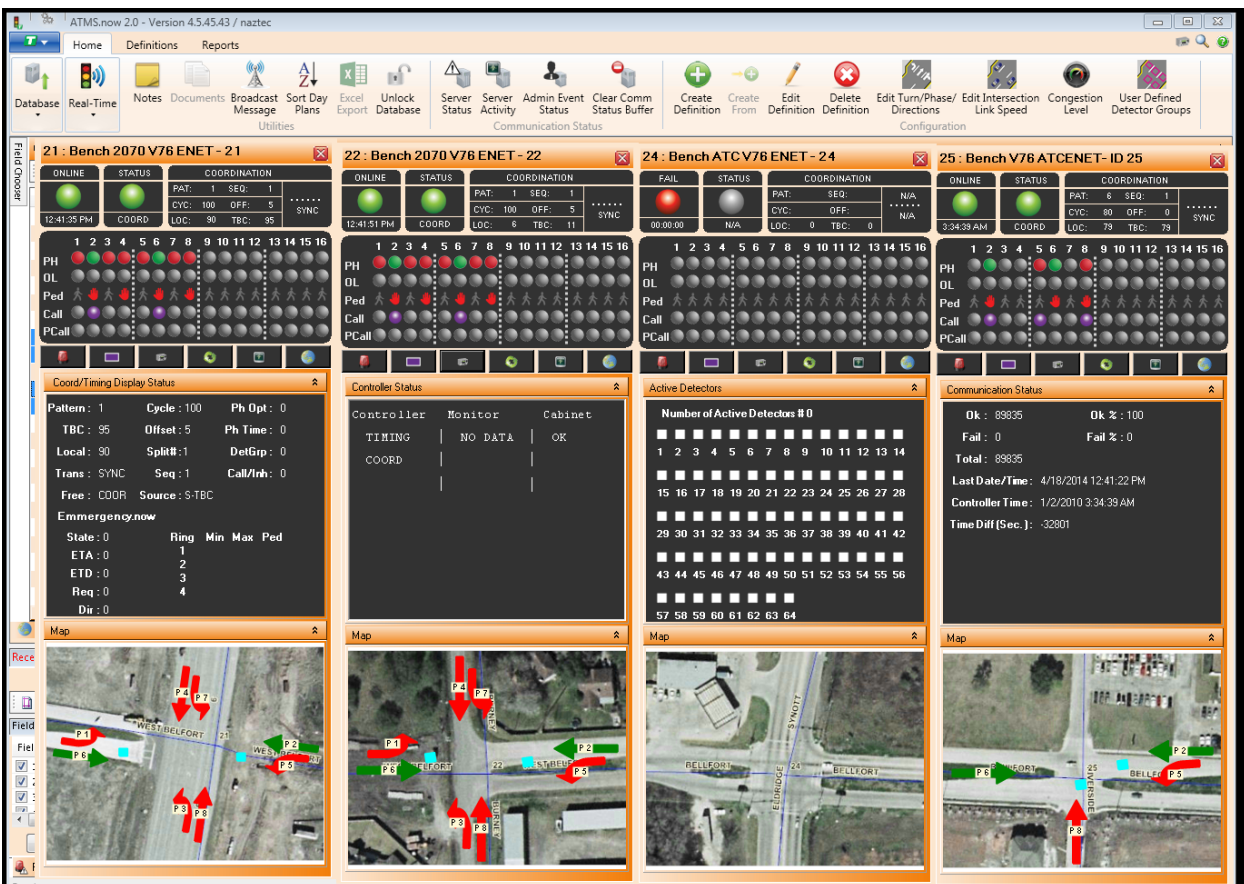 ATMS.now 2.0 - Version 4.5.45.43 / naztec
Home Definitions Reports
Database Real-Time Notes Documents Broadcast Message Sort Day Plans Excel Export Unlock Database Server Status Server Activity Admin Event Status Clear Comm Status Buffer Create Definition Create From Edit Definition Delete Definition Edit Turn/Phase/ Directions Edit Intersection Link Speed Congestion Level User Defined Detector Groups
Utilities Communication Status Configuration
Field Chooser
21 : Bench 2070 V76 ENET - 21
ONLINE STATUS COORDINATION
PAT: 1 SEQ: 1
CYC: 100 OFF: 5
12:41:35 PM COORD LOC: 90 TBC: 95 SYNC
1 2 3 4 5 6 7 8 9 10 11 12 13 14 15 16
PH
OL
Ped
Call
PCall
Coord/Timing Display Status
Pattern : 1 Cycle : 100 Ph Opt : 0
TBC : 95 Offset : 5 Ph Time : 0
Local : 90 Split# : 1 DetGrp : 0
Trans : SYNC Seq : 1 Call/Inh : 0
Free : COOR Source : S-TBC
Emmergency.now
State : 0 Ring Min Max Ped
ETA : 0 1
ETD : 0 2
3
Req : 0 4
Dir : 0
Map
P 4 P 7
WEST BELFORT 21
P 1
P 6
P 2
WEST BELFORT
P 5
P 3 P 8
22 : Bench 2070 V76 ENET - 22
ONLINE STATUS COORDINATION
PAT: 1 SEQ: 1
CYC: 100 OFF: 5
12:41:51 PM COORD LOC: 6 TBC: 11 SYNC
1 2 3 4 5 6 7 8 9 10 11 12 13 14 15 16
PH
OL
Ped
Call
PCall
Controller Status
Controller Monitor Cabinet
TIMING | NO DATA | OK
COORD | |
| |
Map
P 4 P 7
P 1
P 6
P 2
22
P 5
P 3 P 8
24 : Bench ATC V76 ENET - 24
FAIL STATUS COORDINATION
PAT: SEQ: N/A
CYC: OFF:
00:00:00 N/A LOC: 0 TBC: 0 N/A
1 2 3 4 5 6 7 8 9 10 11 12 13 14 15 16
PH
OL
Ped
Call
PCall
Active Detectors
Number of Active Detectors # 0
1 2 3 4 5 6 7 8 9 10 11 12 13 14
15 16 17 18 19 20 21 22 23 24 25 26 27 28
29 30 31 32 33 34 35 36 37 38 39 40 41 42
43 44 45 46 47 48 49 50 51 52 53 54 55 56
57 58 59 60 61 62 63 64
Map
SYNOTT
BELLFORT 24 BELLFORT
ELDRIDGE
25 : Bench V76 ATCENET- ID 25
ONLINE STATUS COORDINATION
PAT: 6 SEQ: 1
CYC: 80 OFF: 0
3:34:39 AM COORD LOC: 79 TBC: 79 SYNC
1 2 3 4 5 6 7 8 9 10 11 12 13 14 15 16
PH
OL
Ped
Call
PCall
Communication Status
Ok : 89835 Ok % : 100
Fail : 0 Fail % : 0
Total : 89835
Last Date/Time : 4/18/2014 12:41:22 PM
Controller Time : 1/2/2010 3:34:39 AM
Time Diff (Sec. ) : -32801
Map
P 2
P 6
25
P 5
P 8